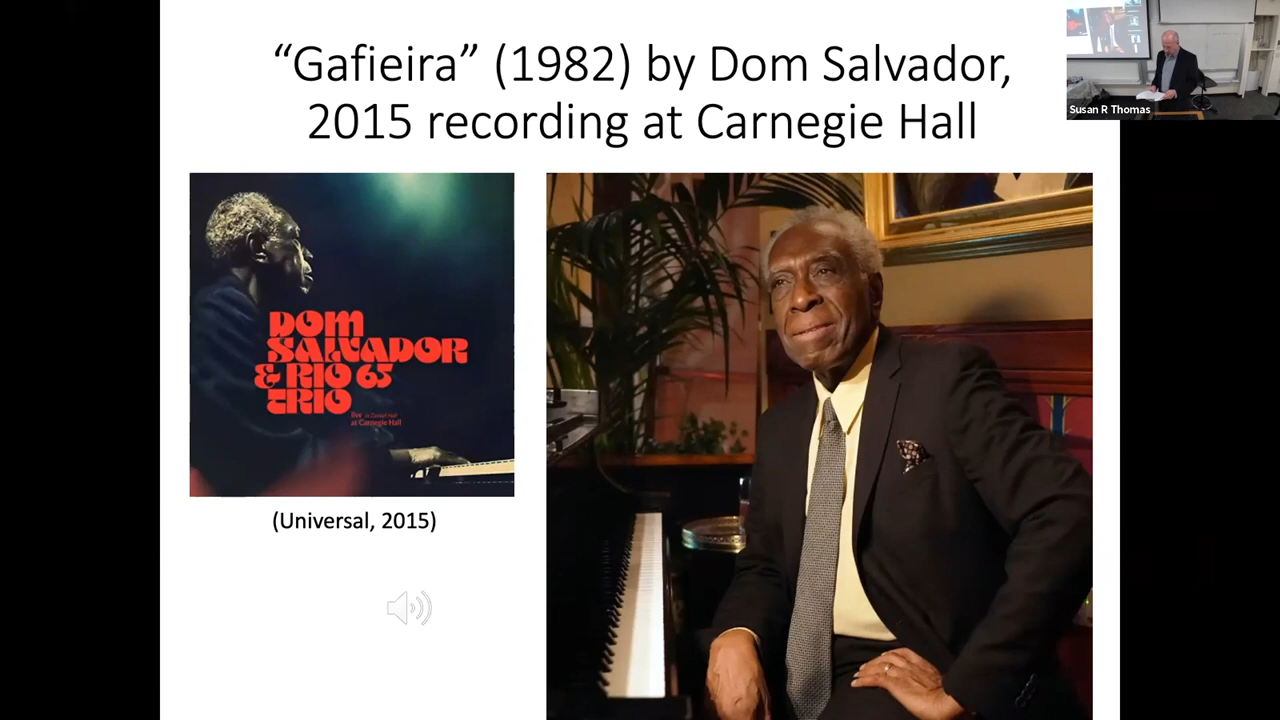 “Gafieira” (1982) by Dom Salvador,
2015 recording at Carnegie Hall
Susan R Thomas
DOM
SALVADOR
& RIO 65
TRIO
live
at Carnegie Hall
(Universal, 2015)